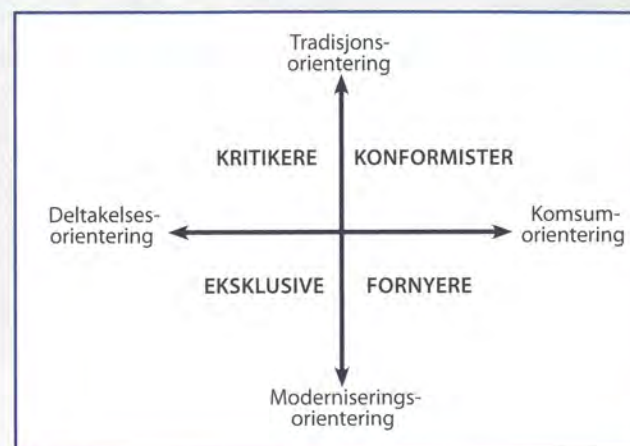 Tradisjons-
orientering
KRITIKERE KONFORMISTER
Deltakelses-
orientering
Komsum-
orientering
EKSKLUSIVE FORNYERE
Moderniserings-
orientering